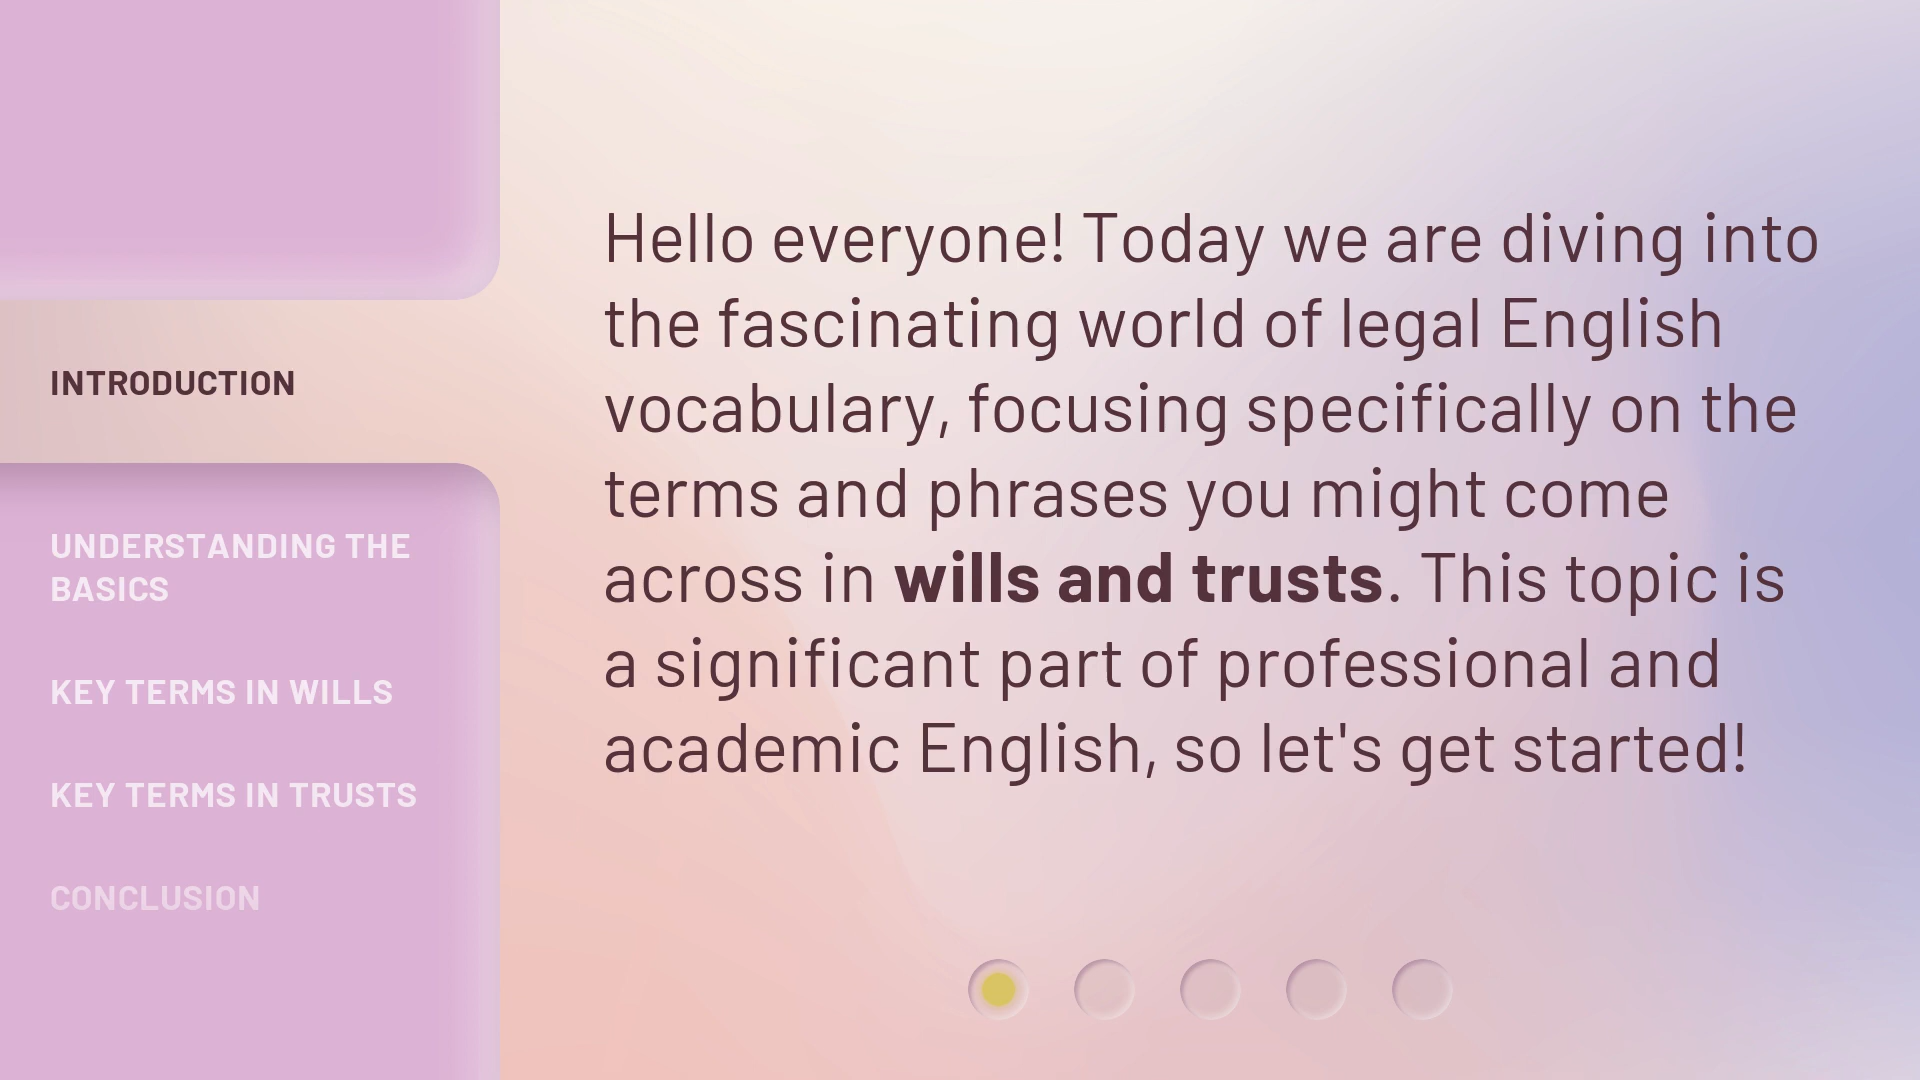 INTRODUCTION
UNDERSTANDING THE
BASICS
KEY TERMS IN WILLS
KEY TERMS IN TRUSTS
CONCLUSION
Hello everyone! Today we are diving into
the fascinating world of legal English
vocabulary, focusing specifically on the
terms and phrases you might come
across in wills and trusts. This topic is
a significant part of professional and
academic English, so let's get started!